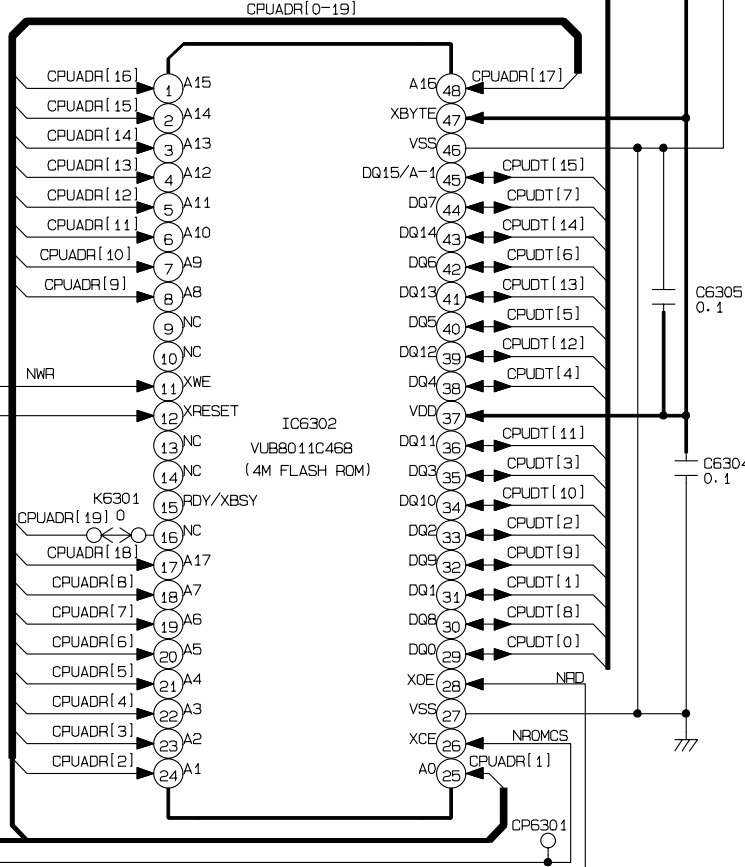 CPUADR[0-19]
CPUADR[16] 1 A15 A16 48 CPUADR[17]
CPUADR[15] 2 A14 XBYTE 47
CPUADR[14] 3 A13 VSS 46
CPUADR[13] 4 A12 DQ15/A-1 45 CPUDT[15]
CPUADR[12] 5 A11 DQ7 44 CPUDT[7]
CPUADR[11] 6 A10 DQ14 43 CPUDT[14]
CPUADR[10] 7 A9 DQ6 42 CPUDT[6]
CPUADR[9] 8 A8 DQ13 41 CPUDT[13]
C6305
0.1
9 NC DQ5 40 CPUDT[5]
10 NC DQ12 39 CPUDT[12]
NWR 11 XWE DQ4 38 CPUDT[4]
12 XRESET VDD 37
IC6302
13 NC DQ11 36 CPUDT[11]
VUB8011C468
(4M FLASH ROM)
14 NC DQ3 35 CPUDT[3]
C6304
0.1
K6301
15 RDY/XBSY DQ10 34 CPUDT[10]
CPUADR[19] 0 16 NC DQ2 33 CPUDT[2]
CPUADR[18] 17 A17 DQ9 32 CPUDT[9]
CPUADR[8] 18 A7 DQ1 31 CPUDT[1]
CPUADR[7] 19 A6 DQ8 30 CPUDT[8]
CPUADR[6] 20 A5 DQ0 29 CPUDT[0]
CPUADR[5] 21 A4 XOE 28 NRD
CPUADR[4] 22 A3 VSS 27
CPUADR[3] 23 A2 XCE 26 NROMCS
CPUADR[2] 24 A1 A0 25 CPUADR[1]
CP6301